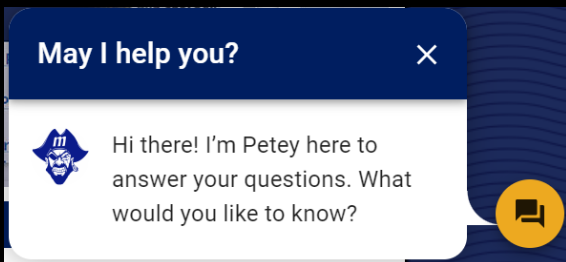 May I help you?
m
Hi there! I’m Petey here to
answer your questions. What
would you like to know?